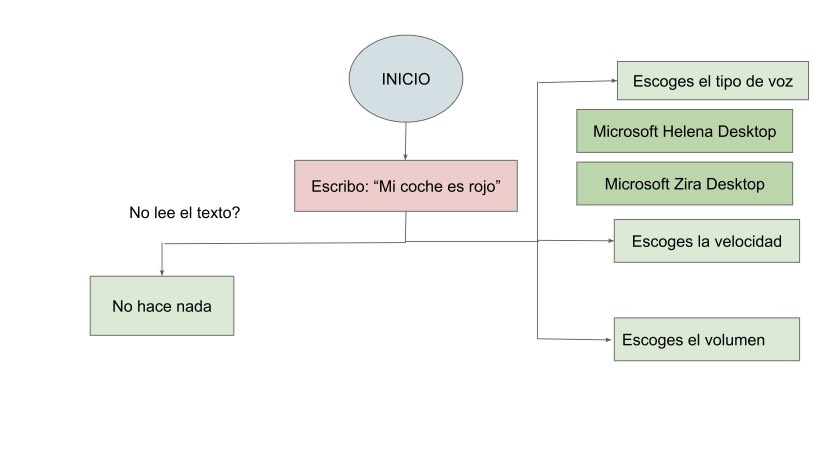 INICIO
Escoges el tipo de voz
Microsoft Helena Desktop
Escribo: “Mi coche es rojo”
Microsoft Zira Desktop
No lee el texto?
Escoges la velocidad
No hace nada
Escoges el volumen